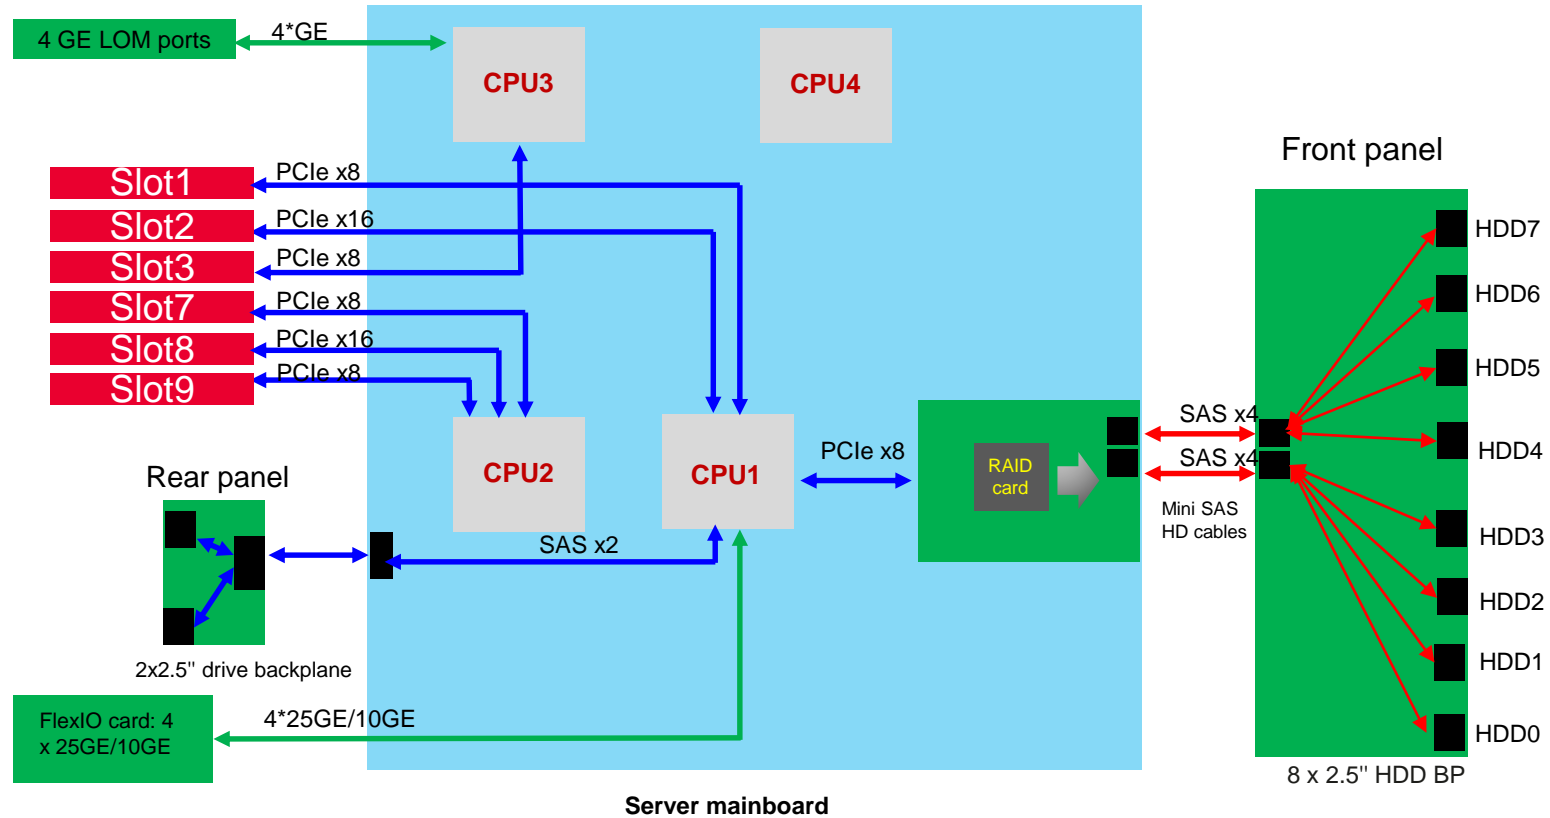 4 GE LOM ports
4*GE
CPU3
CPU4
Front panel
Slot1
PCIe x8
Slot2
PCIe x16
Slot3
PCIe x8
Slot7
PCIe x8
Slot8
PCIe x16
Slot9
PCIe x8
HDD7
HDD6
HDD5
HDD4
HDD3
HDD2
HDD1
HDD0
SAS x4
SAS x4
Mini SAS
HD cables
PCIe x8
RAID
card
CPU2
CPU1
Rear panel
SAS x2
2x2.5" drive backplane
FlexIO card: 4
x 25GE/10GE
4*25GE/10GE
8 x 2.5" HDD BP
Server mainboard